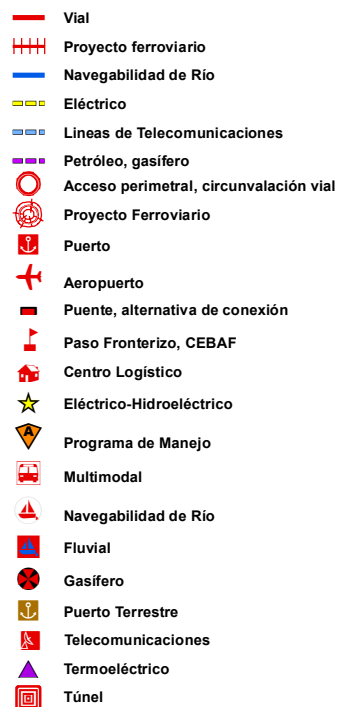 Vial
Proyecto ferroviario
Navegabilidad de Río
Eléctrico
Lineas de Telecomunicaciones
Petróleo, gasífero
Acceso perimetral, circunvalación vial
Proyecto Ferroviario
Puerto
Aeropuerto
Puente, alternativa de conexión
Paso Fronterizo, CEBAF
Centro Logístico
Eléctrico-Hidroeléctrico
A
Programa de Manejo
Multimodal
Navegabilidad de Río
Fluvial
Gasífero
Puerto Terrestre
Telecomunicaciones
Termoeléctrico
Túnel